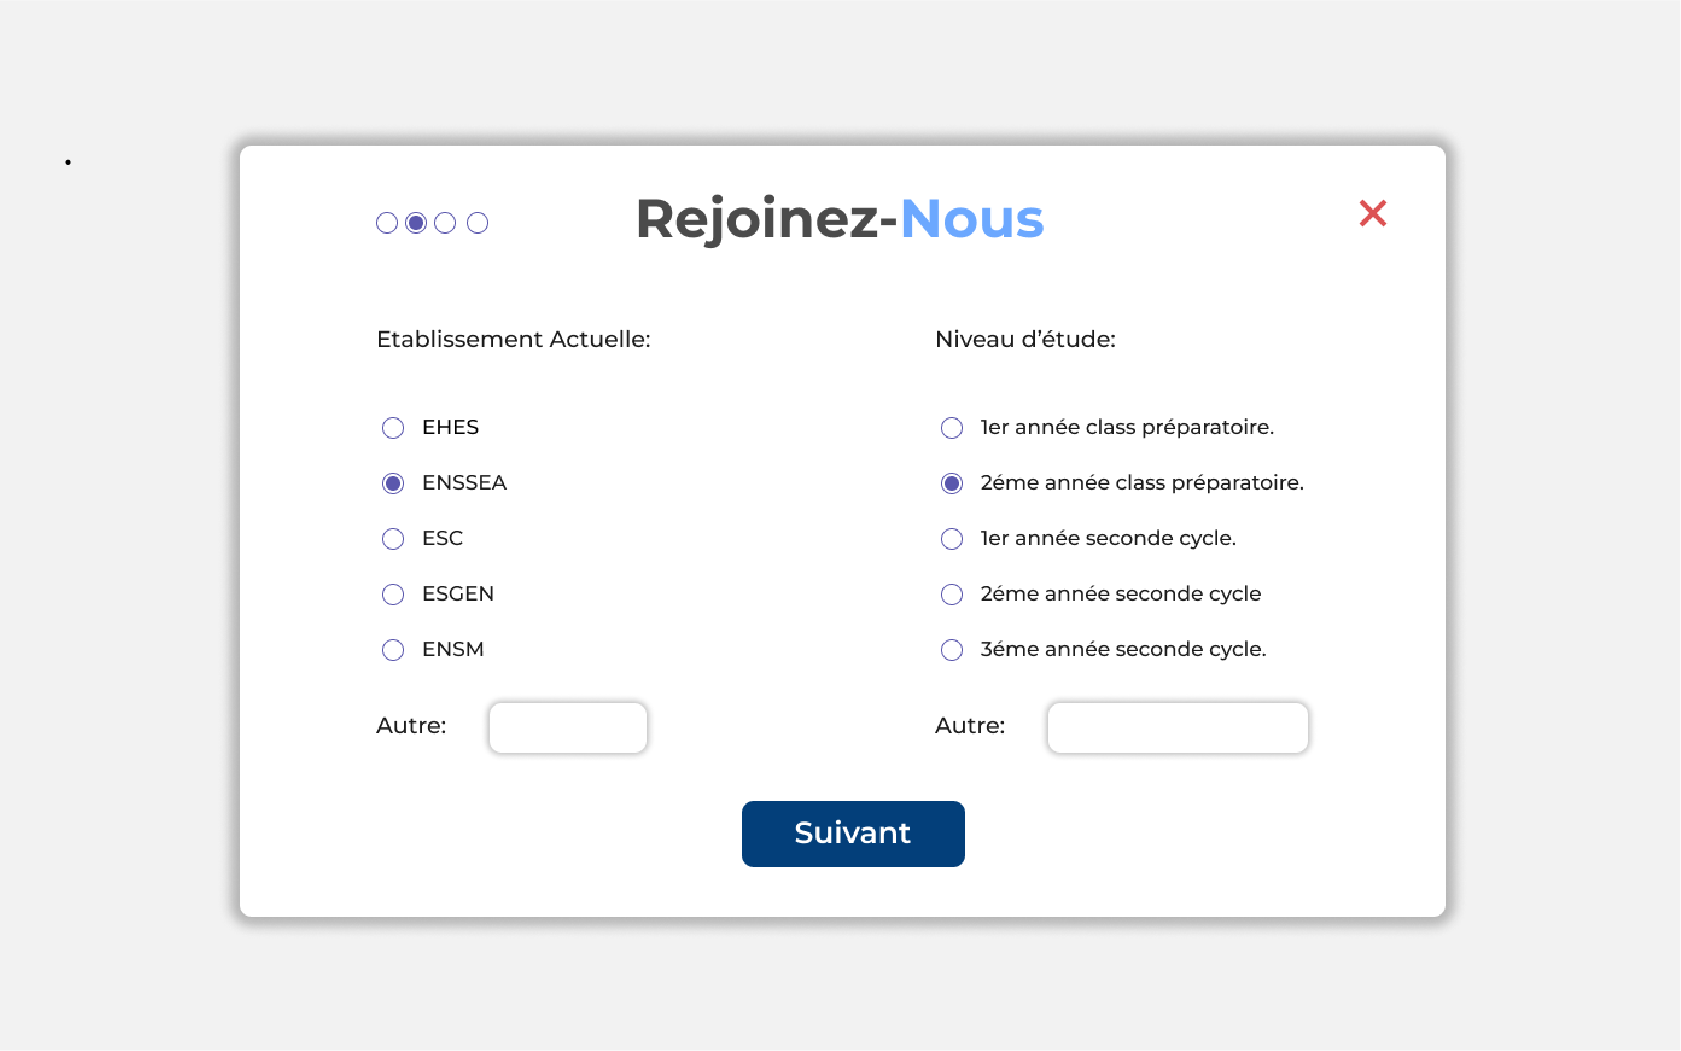 Rejoinez-Nous
Etablissement Actuelle:
EHES
ENSSEA
ESC
ESGEN
ENSM
Autre:
Niveau d'étude:
1er année class préparatoire.
2éme année class préparatoire.
1er année seconde cycle.
2éme année seconde cycle
3éme année seconde cycle.
Autre:
Suivant